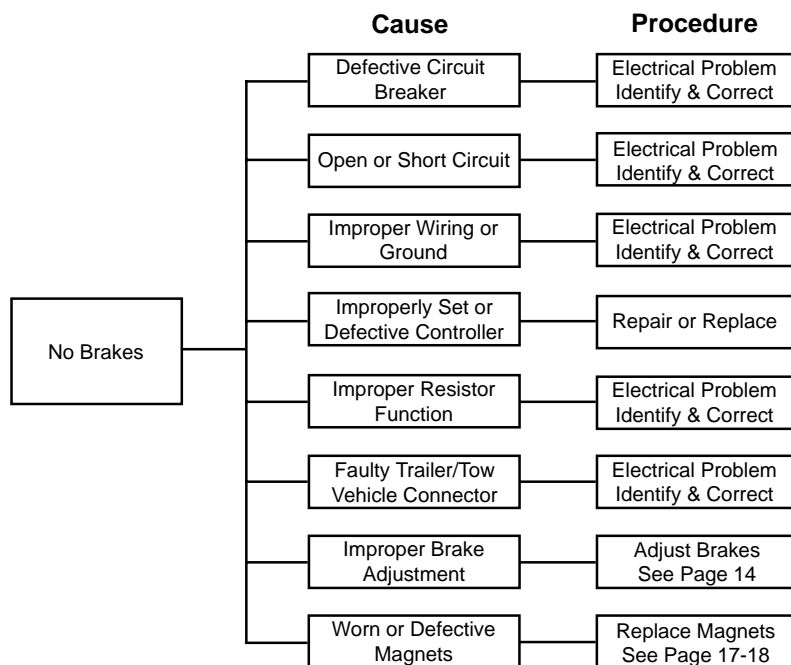 Cause
Procedure
Defective Circuit
Breaker
Electrical Problem
Identify & Correct
Open or Short Circuit
Electrical Problem
Identify & Correct
Improper Wiring or
Ground
Electrical Problem
Identify & Correct
No Brakes
Improperly Set or
Defective Controller
Repair or Replace
Improper Resistor
Function
Electrical Problem
Identify & Correct
Faulty Trailer/Tow
Vehicle Connector
Electrical Problem
Identify & Correct
Improper Brake
Adjustment
Adjust Brakes
See Page 14
Worn or Defective
Magnets
Replace Magnets
See Page 17-18